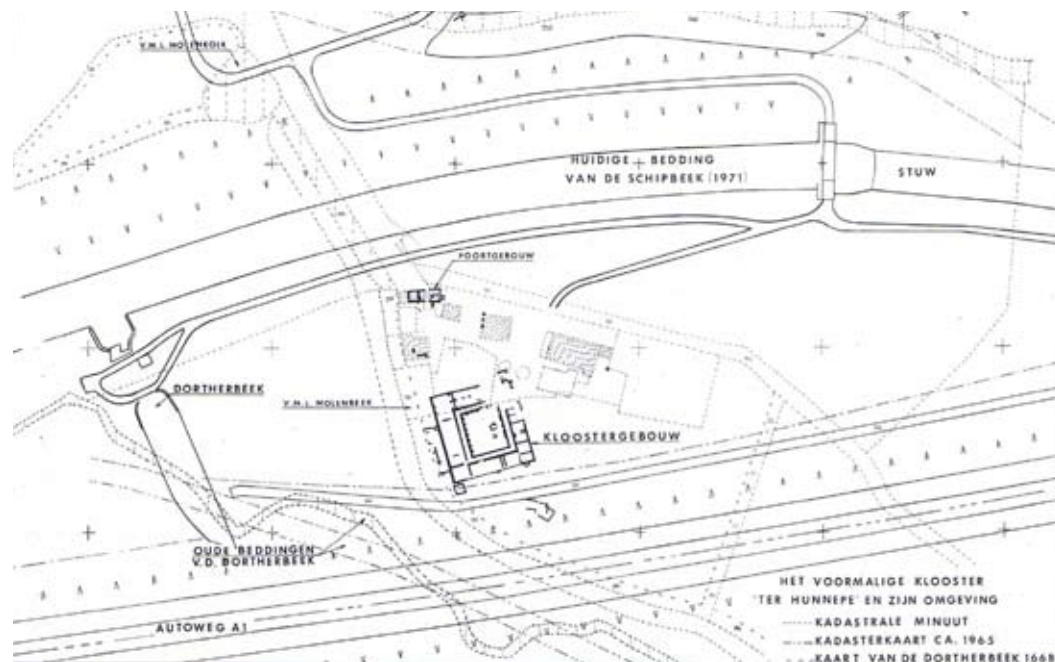 V.M.L. MOLENKOLK
HUIDIGE BEDDING
VAN DE SCHIPBEEK (1971)
STUW
POORTGEBOUW
DORTHERBEEK
V.M.L. MOLENBEEK
KLOOSTERGEBOUW
OUDE BEDDINGEN
V.D. DORTHERBEEK
AUTOWEG A1
HET VOORMALIGE KLOOSTER
'TER HUNNEPE' EN ZIJN OMGEVING
KADASTRALE MINUUT
KADASTERKAART CA. 1965
KAART VAN DE DORTHERBEEK 1668